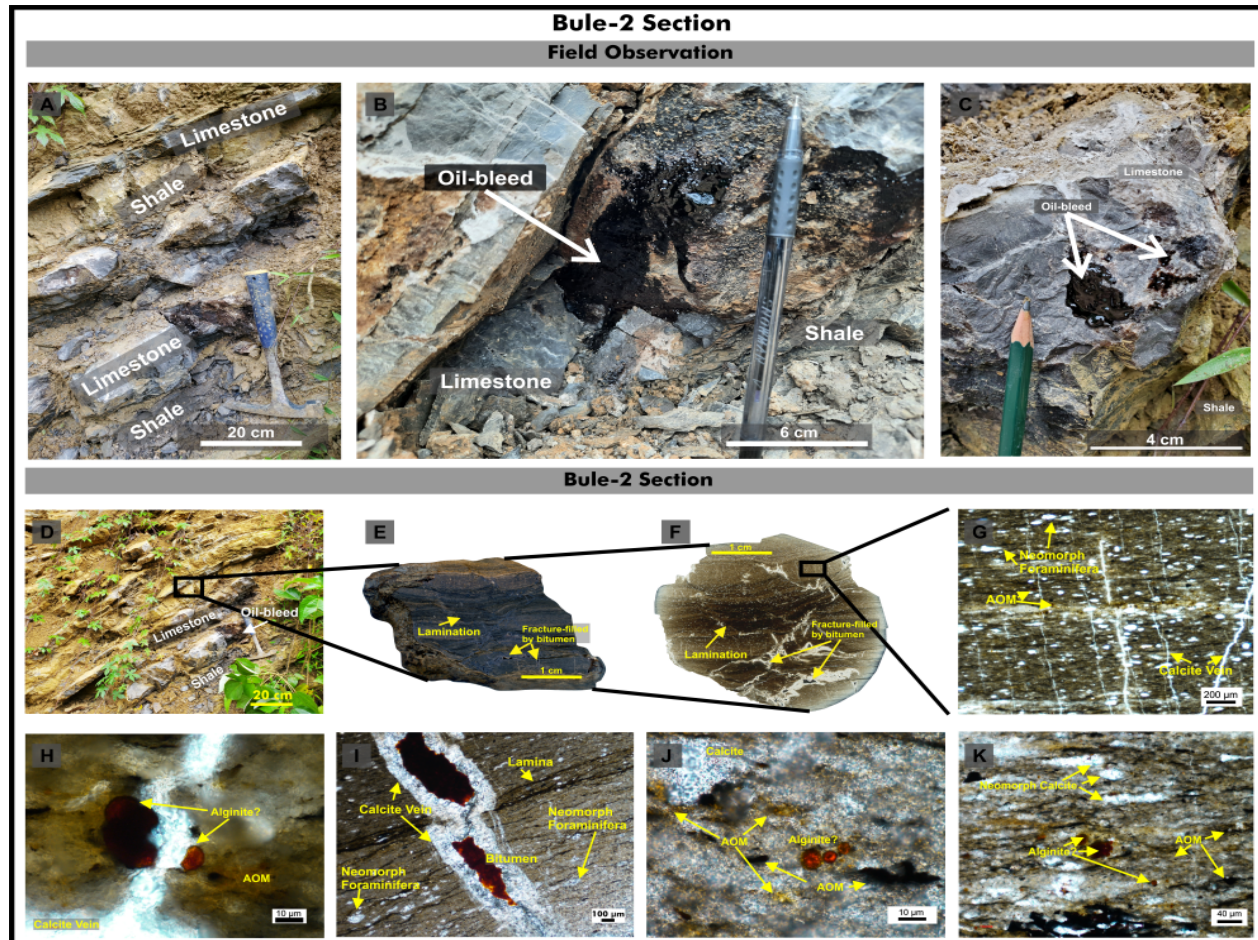 Bule-2 Section
Field Observation
A
Limestone
Shale
Limestone
Shale
20 cm
B
Oil-bleed
Shale
Limestone
6 cm
C
Limestone
Oil-bleed
Shale
4 cm
Bule-2 Section
D
Limestone
Oil-bleed
Shale
20 cm
E
Lamination
Fracture-filled
by bitumen
1 cm
F
1 cm
Fracture-filled
by bitumen
Lamination
G
Neomorph
Foraminifera
AOM
Calcite Vein
200 µm
H
Alginite?
AOM
Calcite Vein
10 µm
I
Lamina
Calcite Vein
Neomorph
Foraminifera
Bitumen
Neomorph
Foraminifera
100 µm
J
Calcite
AOM
Alginite?
AOM
10 µm
K
Neomorph Calcite
Alginite?
AOM
40 µm